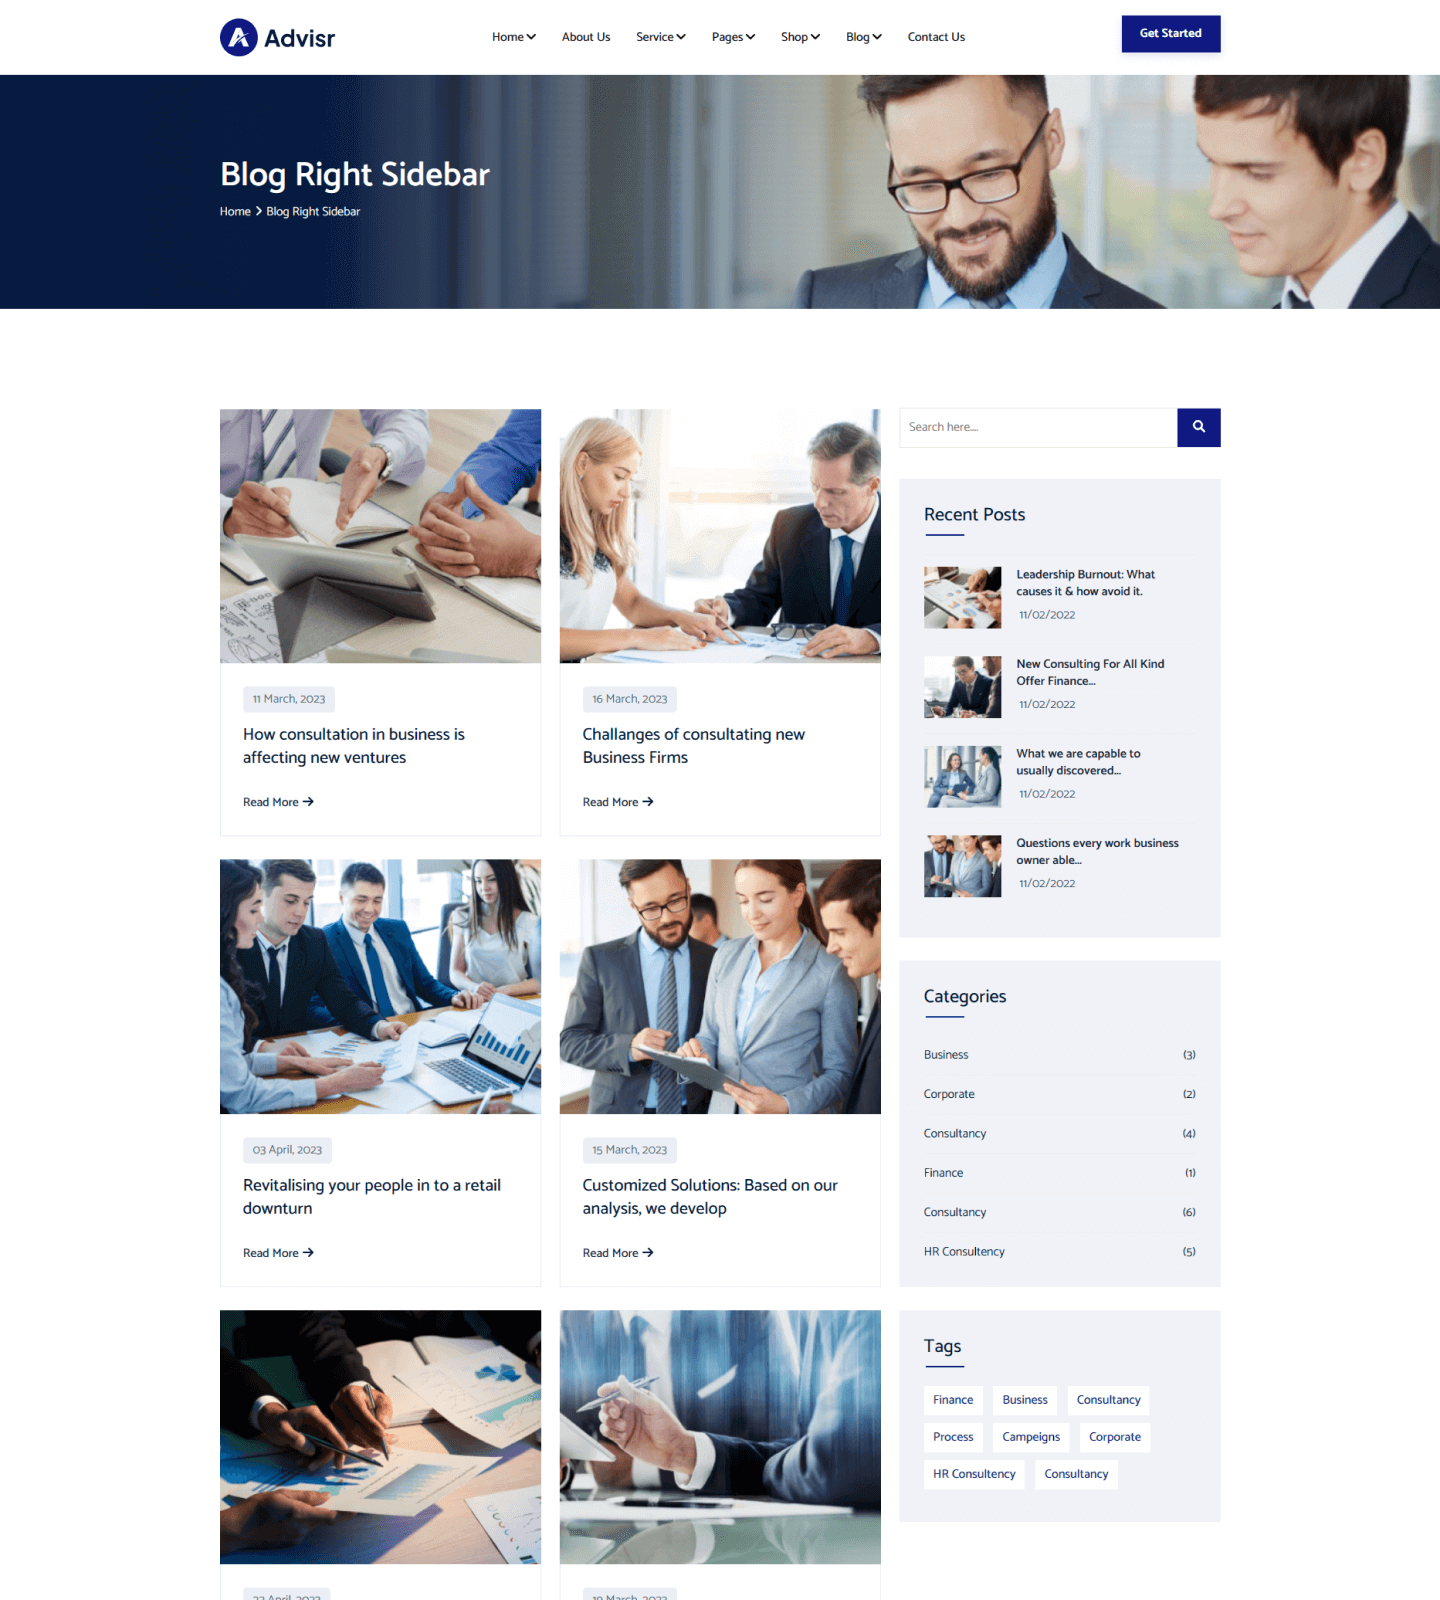 Advisr
Home
About Us
Service
Pages
Shop
Blog
Contact Us
Get Started
Blog Right Sidebar
Home
Blog Right Sidebar
11 March, 2023
How consultation in business is
affecting new ventures
Read More
16 March, 2023
Challanges of consultating new
Business Firms
Read More
03 April, 2023
Revitalising your people in to a retail
downturn
Read More
15 March, 2023
Customized Solutions: Based on our
analysis, we develop
Read More
Search here....
Recent Posts
Leadership Burnout: What
causes it & how avoid it.
11/02/2022
New Consulting For All Kind
Offer Finance...
11/02/2022
What we are capable to
usually discovered...
11/02/2022
Questions every work business
owner able...
11/02/2022
Categories
Business (3)
Corporate (2)
Consultancy (4)
Finance (1)
Consultancy (6)
HR Consultency (5)
Tags
Finance Business Consultancy
Process Campeigns Corporate
HR Consultency Consultancy